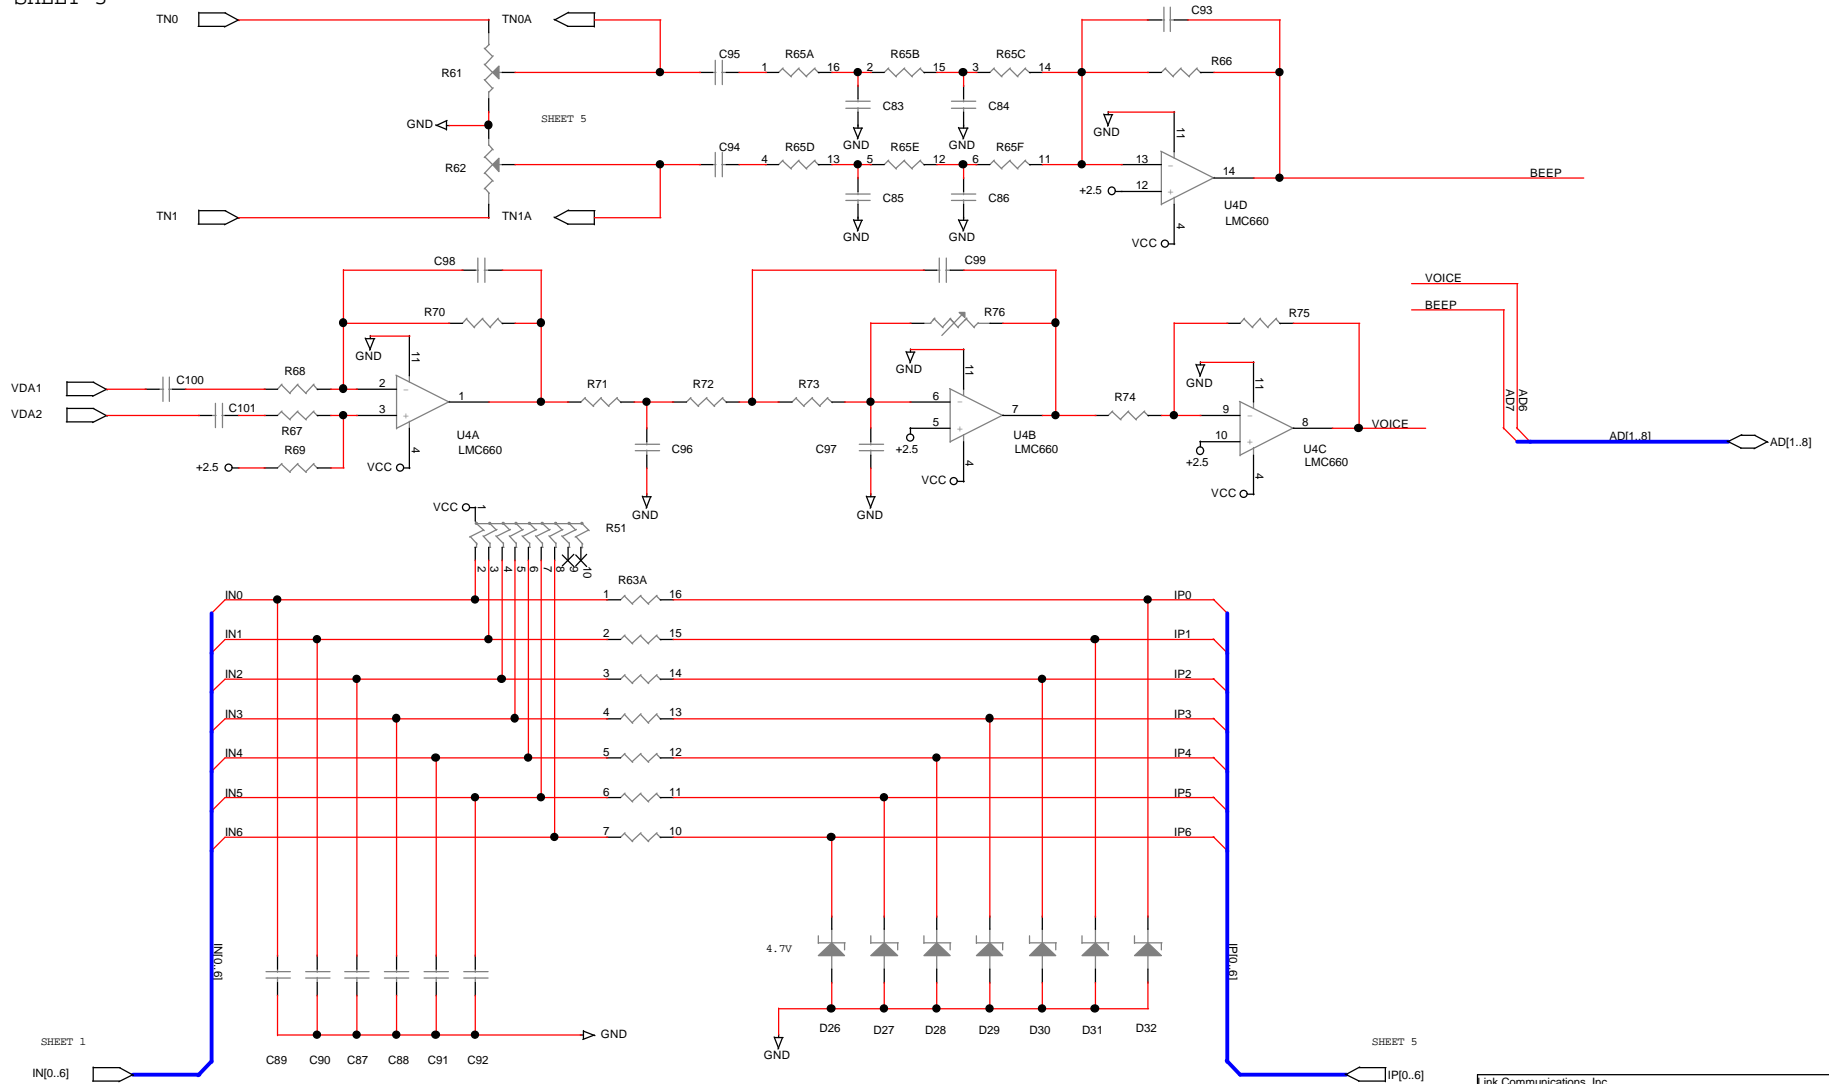 SHEET 5
TN0
TN0A
C93
C95
R65A
R65B
R65C
R66
R61
1
16
2
15
3
14
C83
C84
GND
SHEET 5
GND
GND
GND
11
C94
R65D
R65E
R65F
R62
4
13
5
12
6
11
13
14
BEEP
+2.5
12
C85
C86
U4D
LMC660
TN1
TN1A
GND
GND
VCC
4
C98
C99
VOICE
BEEP
R70
R76
R75
GND
11
GND
11
GND
11
VDA1
C100
R68
2
R71
R72
R73
6
AD7
AD6
VDA2
C101
3
1
5
7
R74
9
8
VOICE
R67
U4A
LMC660
+2.5
U4B
LMC660
10
+2.5
U4C
LMC660
AD[1..8]
AD[1..8]
R69
+2.5
VCC
4
C96
C97
VCC
4
VCC
4
GND
GND
VCC
1
R51
2
3
4
5
6
7
8
9
10
R63A
IN0
1
16
IP0
IN1
2
15
IP1
IN2
3
14
IP2
IN3
4
13
IP3
IN4
5
12
IP4
IN5
6
11
IP5
IN6
7
10
IP6
IN[0..6]
4.7V
IP[0..6]
GND
SHEET 1
C89
C90
C87
C88
C91
C92
GND
D26
D27
D28
D29
D30
D31
D32
SHEET 5
IN[0..6]
IP[0..6]
Link Communications, Inc